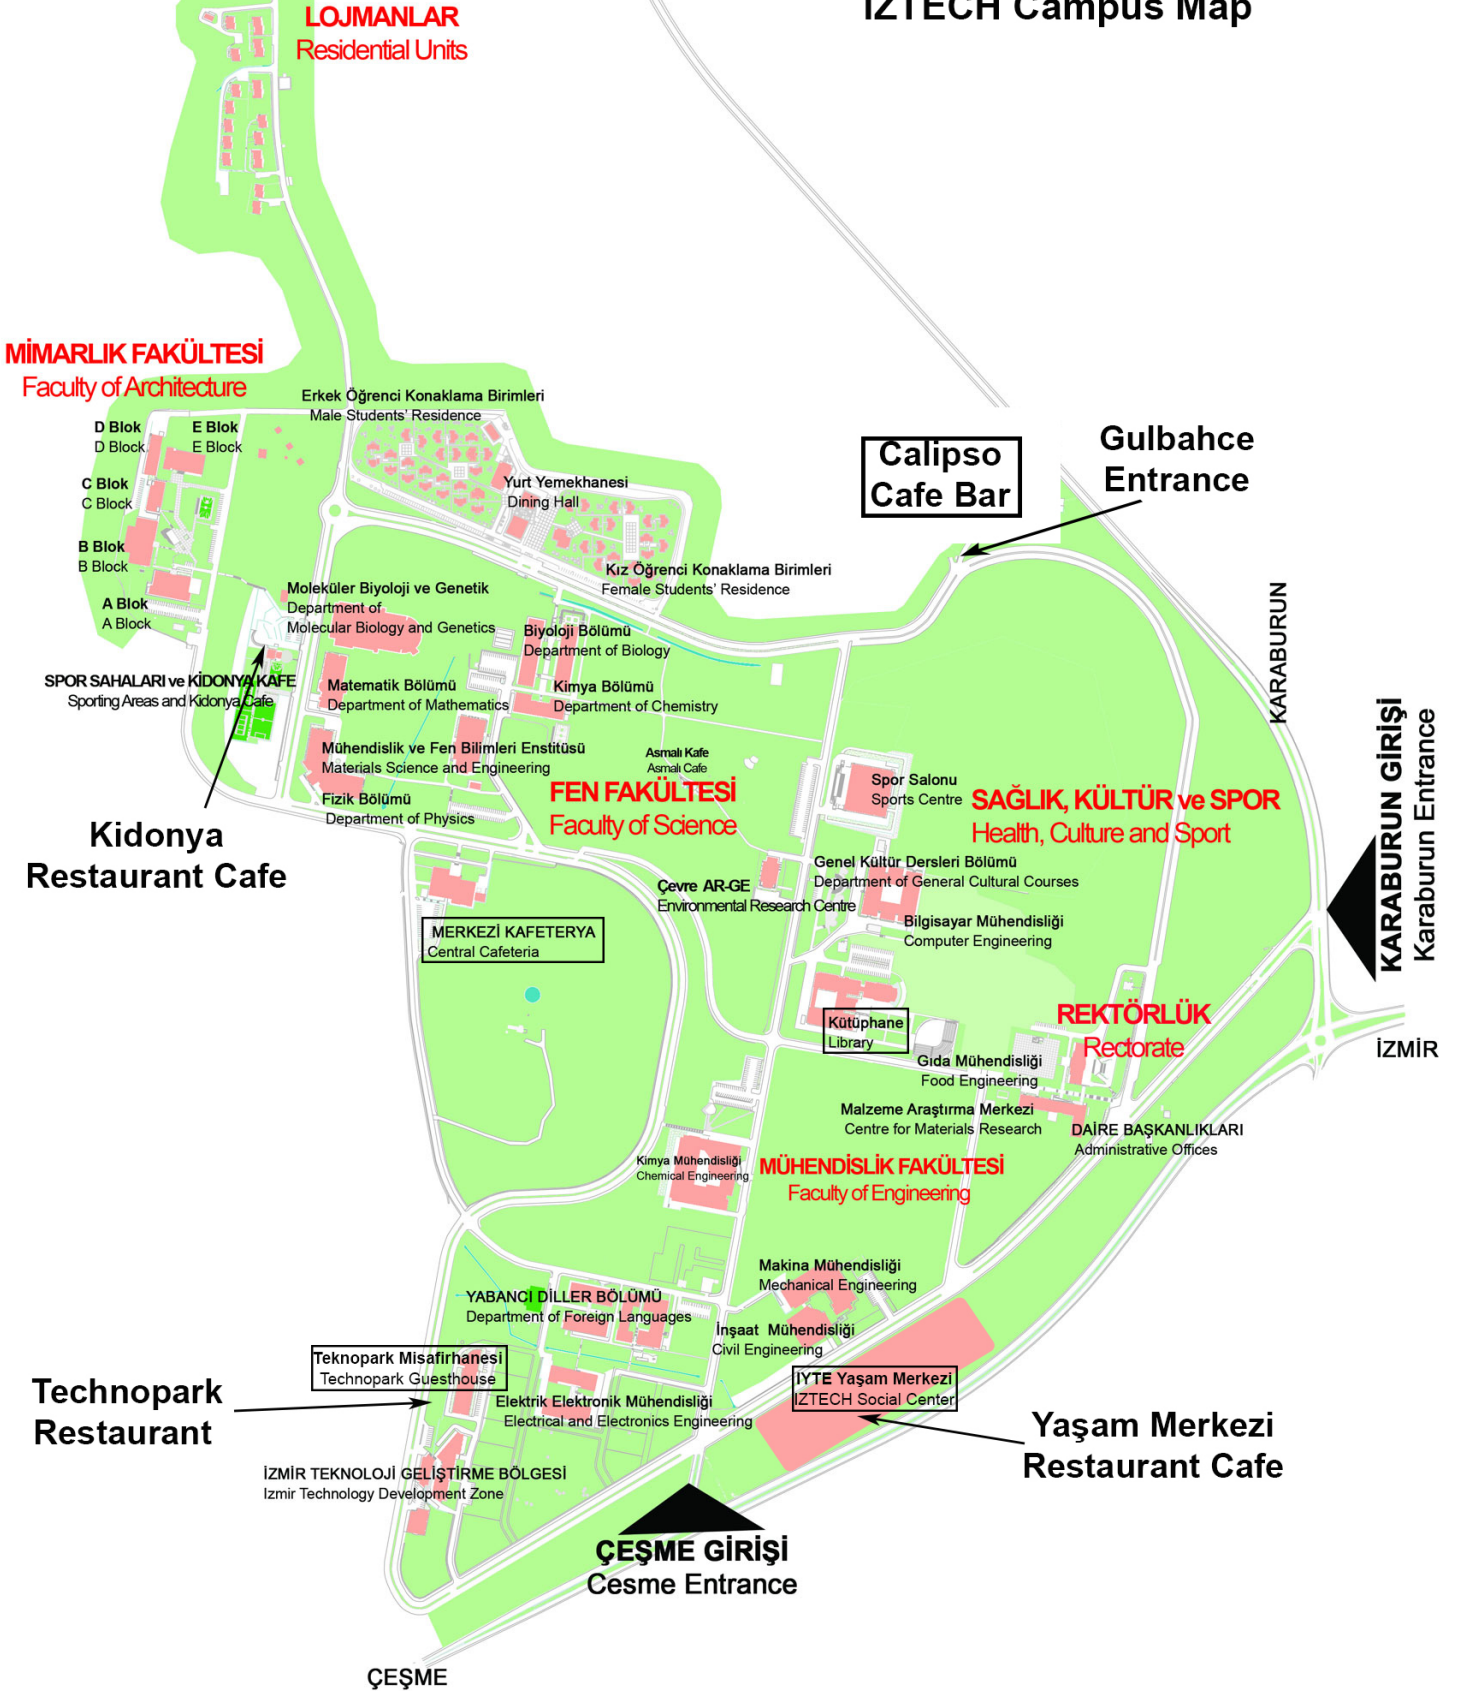 IZTECH Campus Map
LOJMANLAR
Residential Units
MİMARLIK FAKÜLTESİ
Faculty of Architecture
Erkek Öğrenci Konaklama Birimleri
Male Students' Residence
D Blok
D Block
E Blok
E Block
C Blok
C Block
B Blok
B Block
A Blok
A Block
Yurt Yemekhanesi
Dining Hall
Calipso
Cafe Bar
Gulbahce
Entrance
Kız Öğrenci Konaklama Birimleri
Female Students' Residence
Moleküler Biyoloji ve Genetik
Department of
Molecular Biology and Genetics
Biyoloji Bölümü
Department of Biology
KARABURUN
SPOR SAHALARI ve KİDONYA KAFE
Sporting Areas and Kidonya Cafe
Matematik Bölümü
Department of Mathematics
Kimya Bölümü
Department of Chemistry
Mühendislik ve Fen Bilimleri Enstitüsü
Materials Science and Engineering
Asmalı Kafe
Asmalı Cafe
Fizik Bölümü
Department of Physics
FEN FAKÜLTESİ
Faculty of Science
Spor Salonu
Sports Centre
SAĞLIK, KÜLTÜR ve SPOR
Health, Culture and Sport
KARABURUN GİRİŞİ
Karaburun Entrance
Kidonya
Restaurant Cafe
Genel Kültür Dersleri Bölümü
Department of General Cultural Courses
Çevre AR-GE
Environmental Research Centre
Bilgisayar Mühendisliği
Computer Engineering
MERKEZİ KAFETERYA
Central Cafeteria
Kütüphane
Library
REKTÖRLÜK
Rectorate
İZMİR
Gıda Mühendisliği
Food Engineering
Malzeme Araştırma Merkezi
Centre for Materials Research
DAİRE BAŞKANLIKLARI
Administrative Offices
Kimya Mühendisliği
Chemical Engineering
MÜHENDİSLİK FAKÜLTESİ
Faculty of Engineering
Makina Mühendisliği
Mechanical Engineering
YABANCI DİLLER BÖLÜMÜ
Department of Foreign Languages
İnşaat Mühendisliği
Civil Engineering
Teknopark Misafirhanesi
Technopark Guesthouse
IYTE Yaşam Merkezi
IZTECH Social Center
Technopark
Restaurant
Elektrik Elektronik Mühendisliği
Electrical and Electronics Engineering
Yaşam Merkezi
Restaurant Cafe
İZMİR TEKNOLOJİ GELİŞTİRME BÖLGESİ
Izmir Technology Development Zone
ÇEŞME GİRİŞİ
Cesme Entrance
ÇEŞME